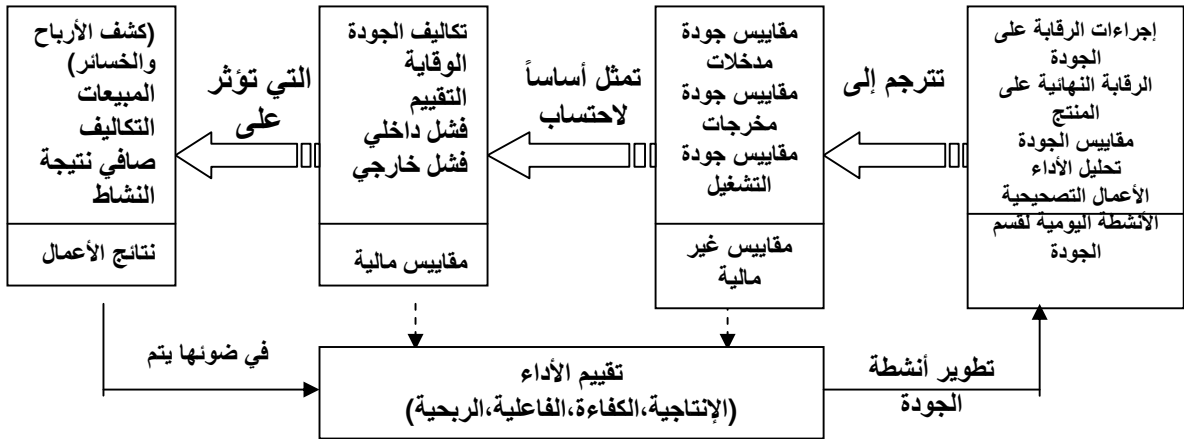 إجراءات الرقابة على
الجودة
الرقابة النهائية على
المنتج
مقاييس الجودة
تحليل الأداء
الأعمال التصحيحية
الأنشطة اليومية لقسم
الجودة
تترجم إلى
مقاييس جودة
مدخلات
مقاييس جودة
مخرجات
مقاييس جودة
التشغيل
مقاييس غير
مالية
تمثل أساساً
لاحتساب
تكاليف الجودة
الوقاية
التقييم
فشل داخلي
فشل خارجي
مقاييس مالية
التي تؤثر
على
(كشف الأرباح
والخسائر)
المبيعات
التكاليف
صافي نتيجة
النشاط
نتائج الأعمال
في ضوئها يتم
تقييم الأداء
(الإنتاجية،الكفاءة،الفاعلية،الربحية)
تطوير أنشطة
الجودة